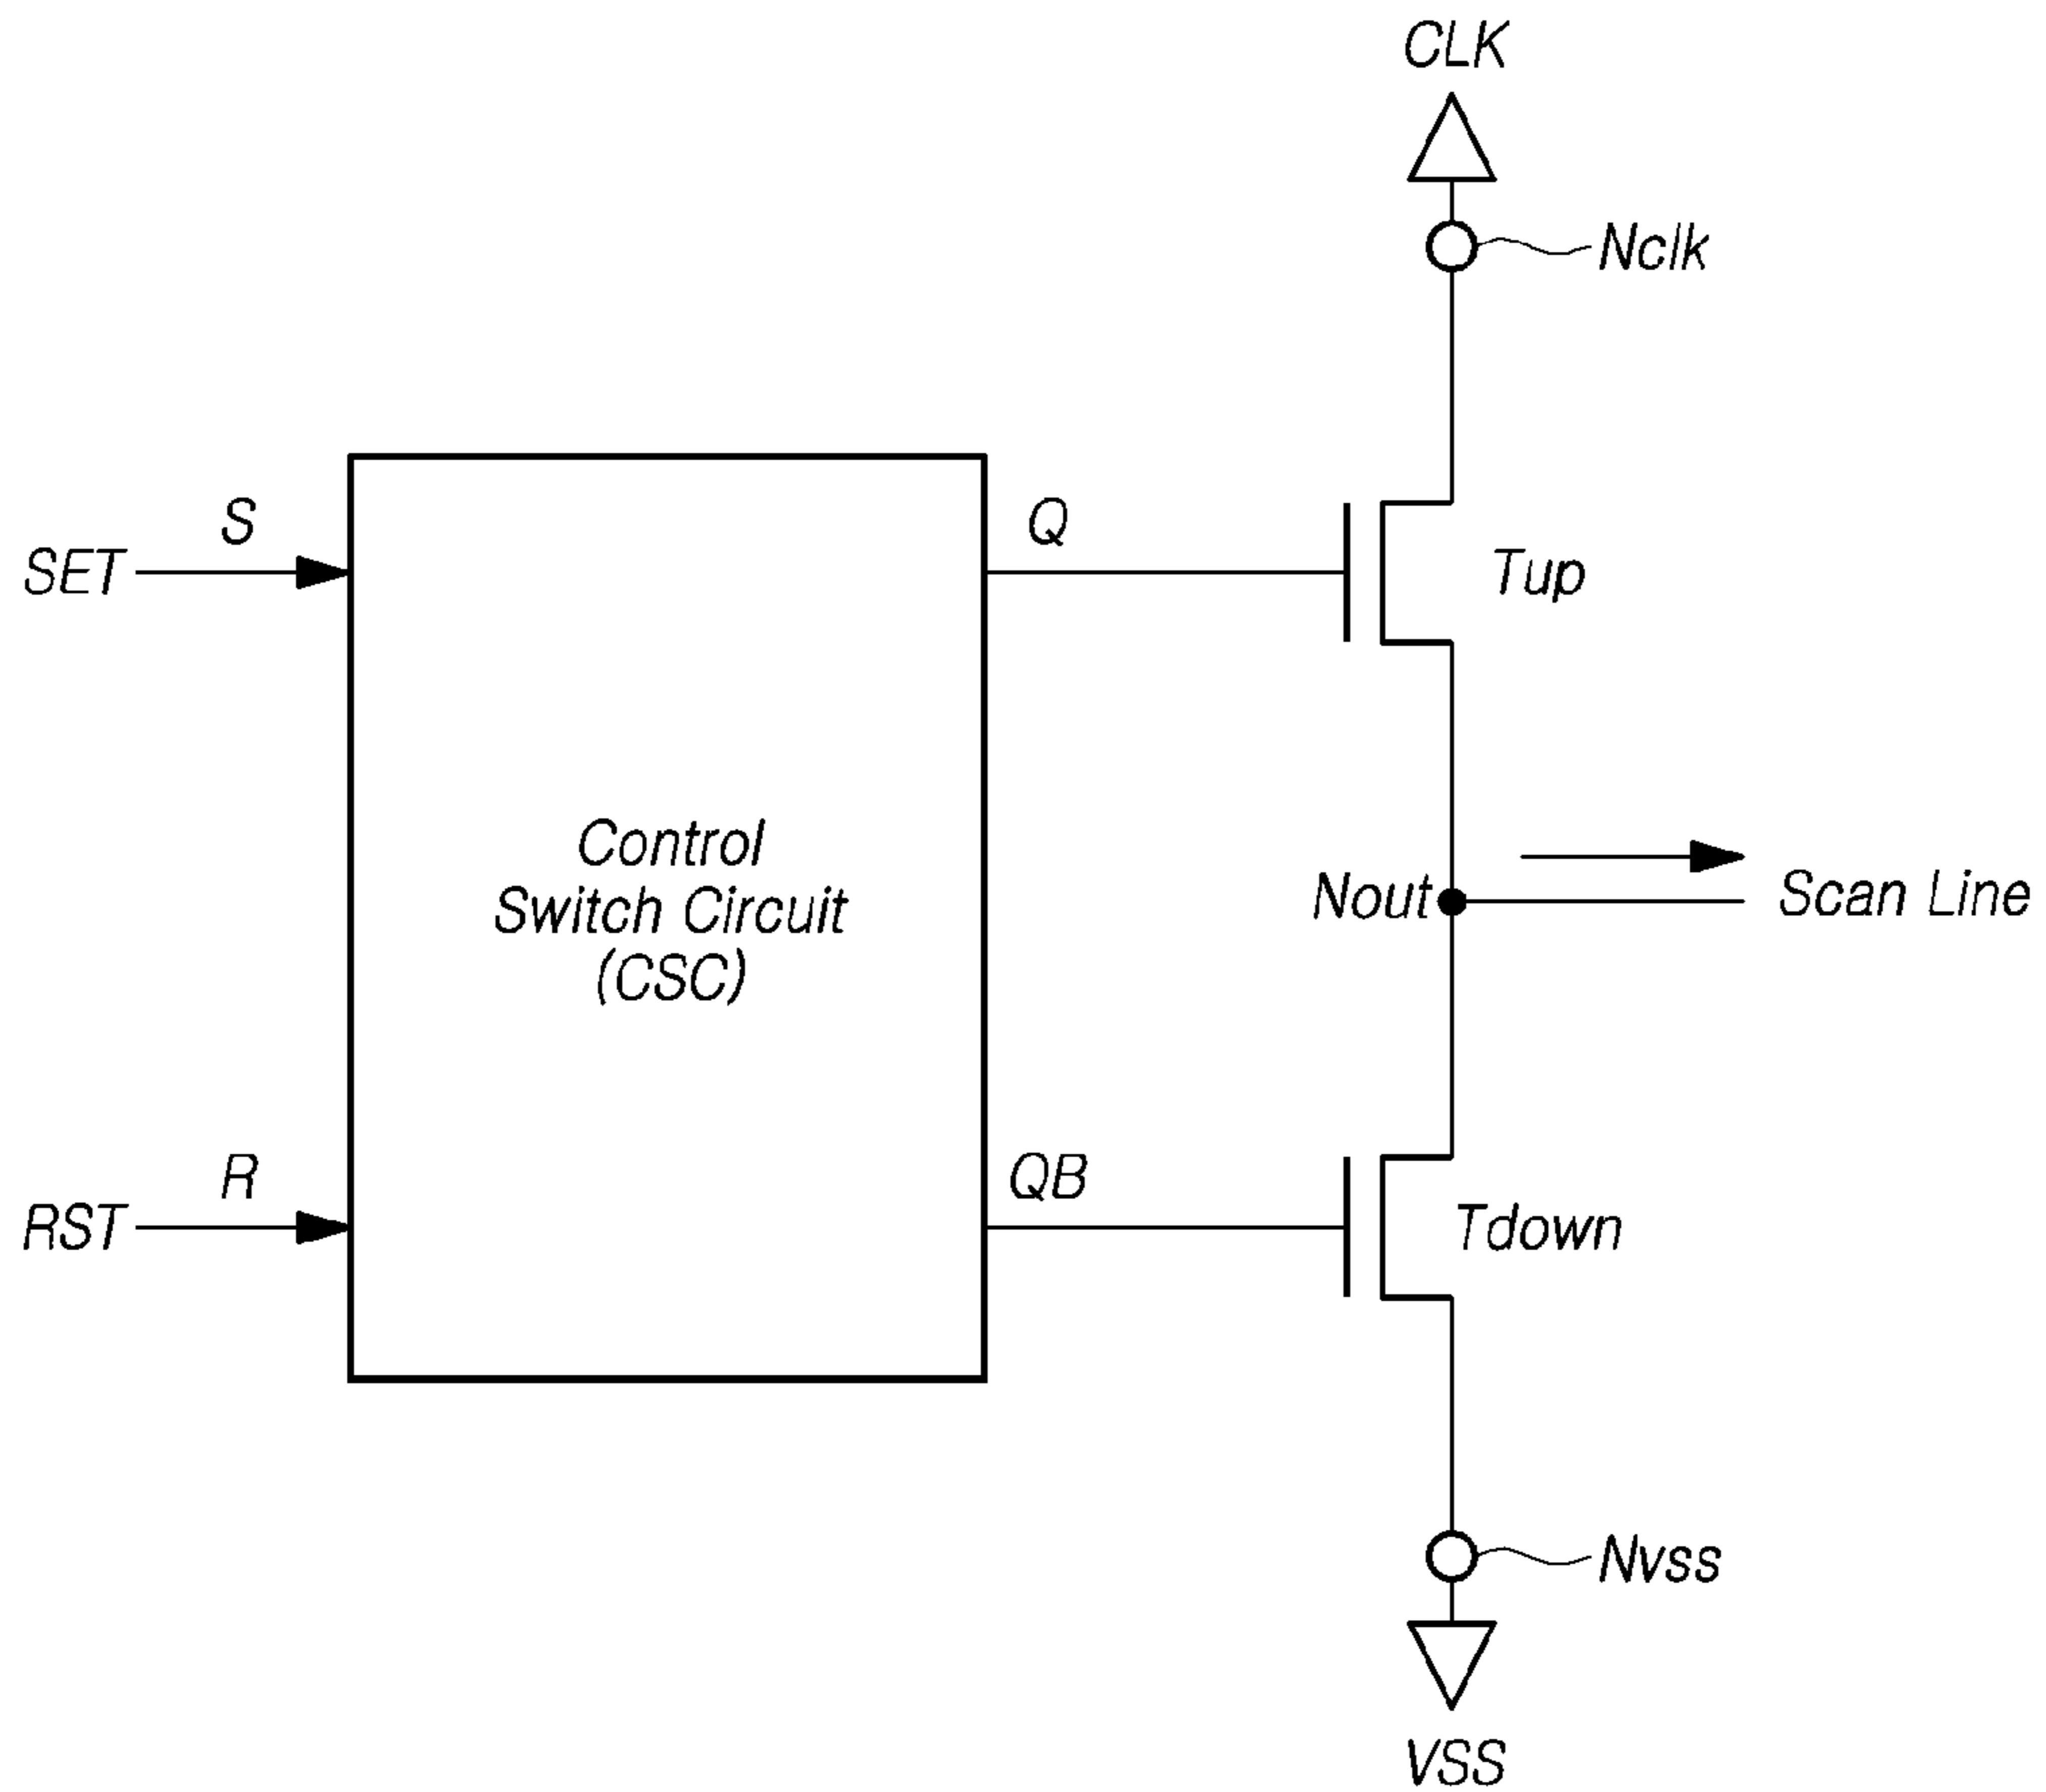 CLK
Nclk
S
SET
Q
Tup
Control
Switch Circuit
(CSC)
Nout
Scan Line
R
RST
QB
Tdown
Nvss
VSS